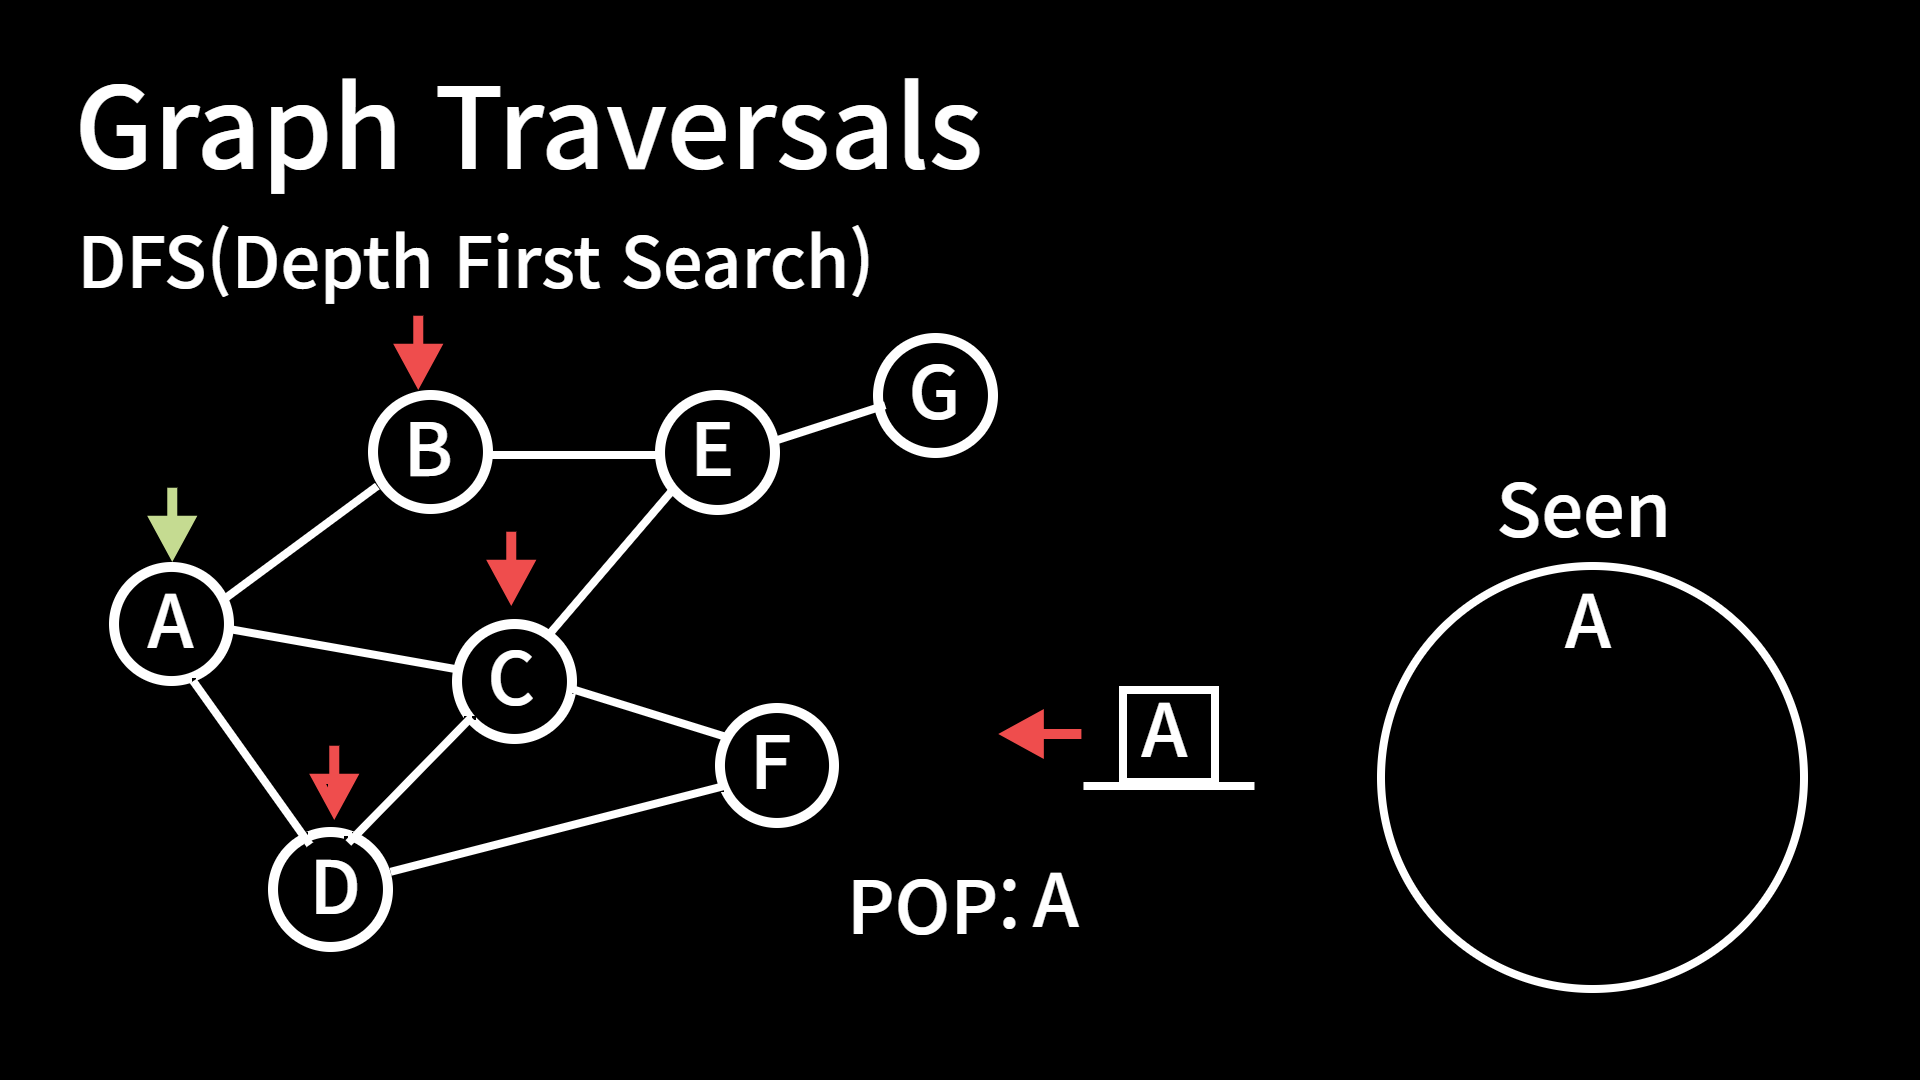 Graph Traversals
DFS(Depth First Search)
G
B
E
A
C
F
D
A
POP: A
Seen
A